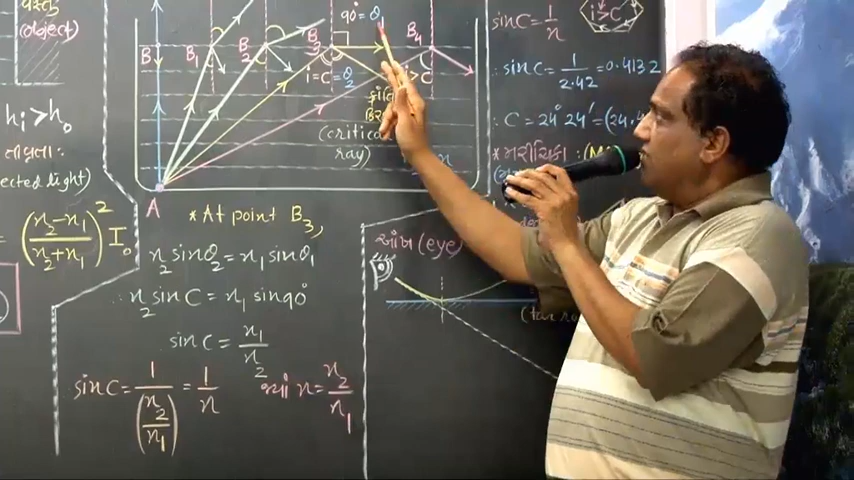 (object)
hᵢ > hₒ
તીવ્રતા:
ected light)
(n₂-n₁ / n₂+n₁)² I₀
90° = θ
B B₁ B₂ B₃ B₄
i=C=θ₂
i > C
(critical
ray)
A
*At point B₃,
n₂ sinθ₂ = n₁ sinθ₁
∴ n₂ sin C = n₁ sin90°
sin C = n₁/n₂
sin C = 1/(n₂/n₁) = 1/n
જ્યાં n = n₂/n₁
sin C = 1/n
i > C
∴ sin C = 1/2.42 = 0.4132
∴ C = 24° 24' = (24.
*મરીચિકા : (M
આંખ (eye)